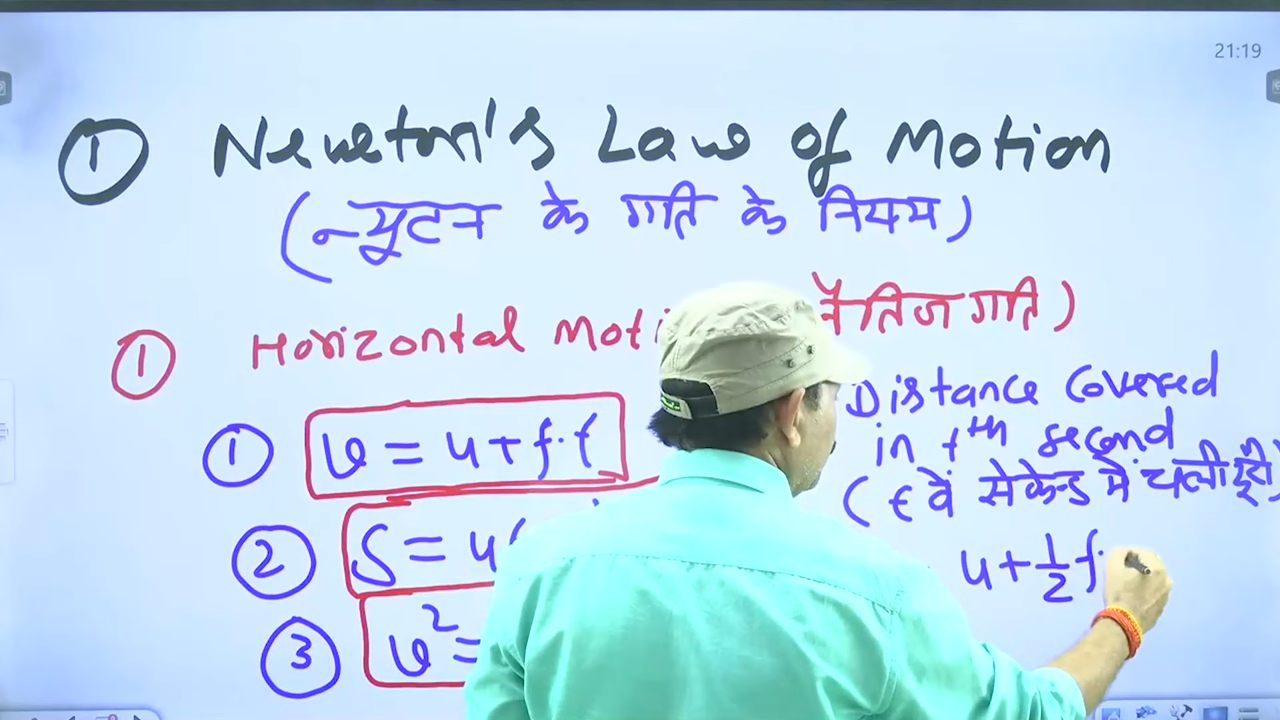 21:19
① Newton's Law of Motion
(न्यूटन के गति के नियम)
① Horizontal Moti तिज गति)
Distance Covered
in tth second
(t वें सेकेन्ड में चली दूरी)
① v = u + f.t
② S = u
③ v² =
u + 1/2 f.